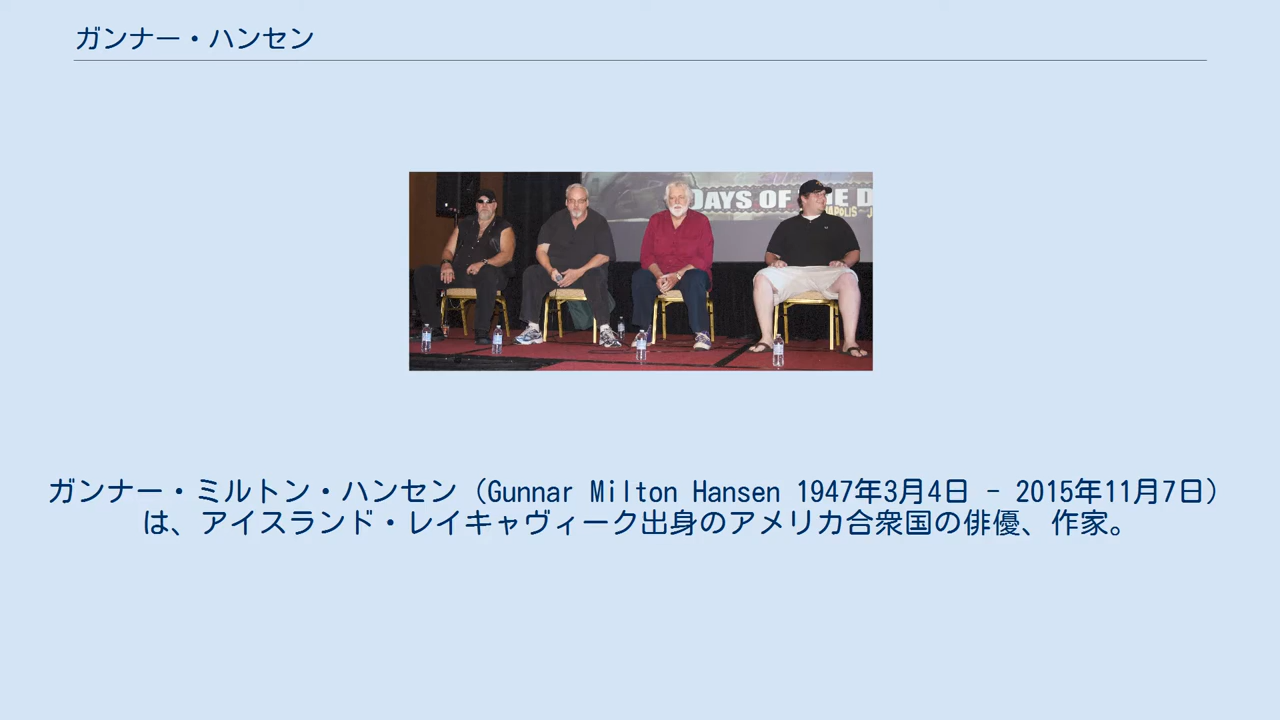 ガンナー・ハンセン
DAYS OF THE D
ガンナー・ミルトン・ハンセン（Gunnar Milton Hansen 1947年3月4日 - 2015年11月7日）
は、アイスランド・レイキャヴィーク出身のアメリカ合衆国の俳優、作家。